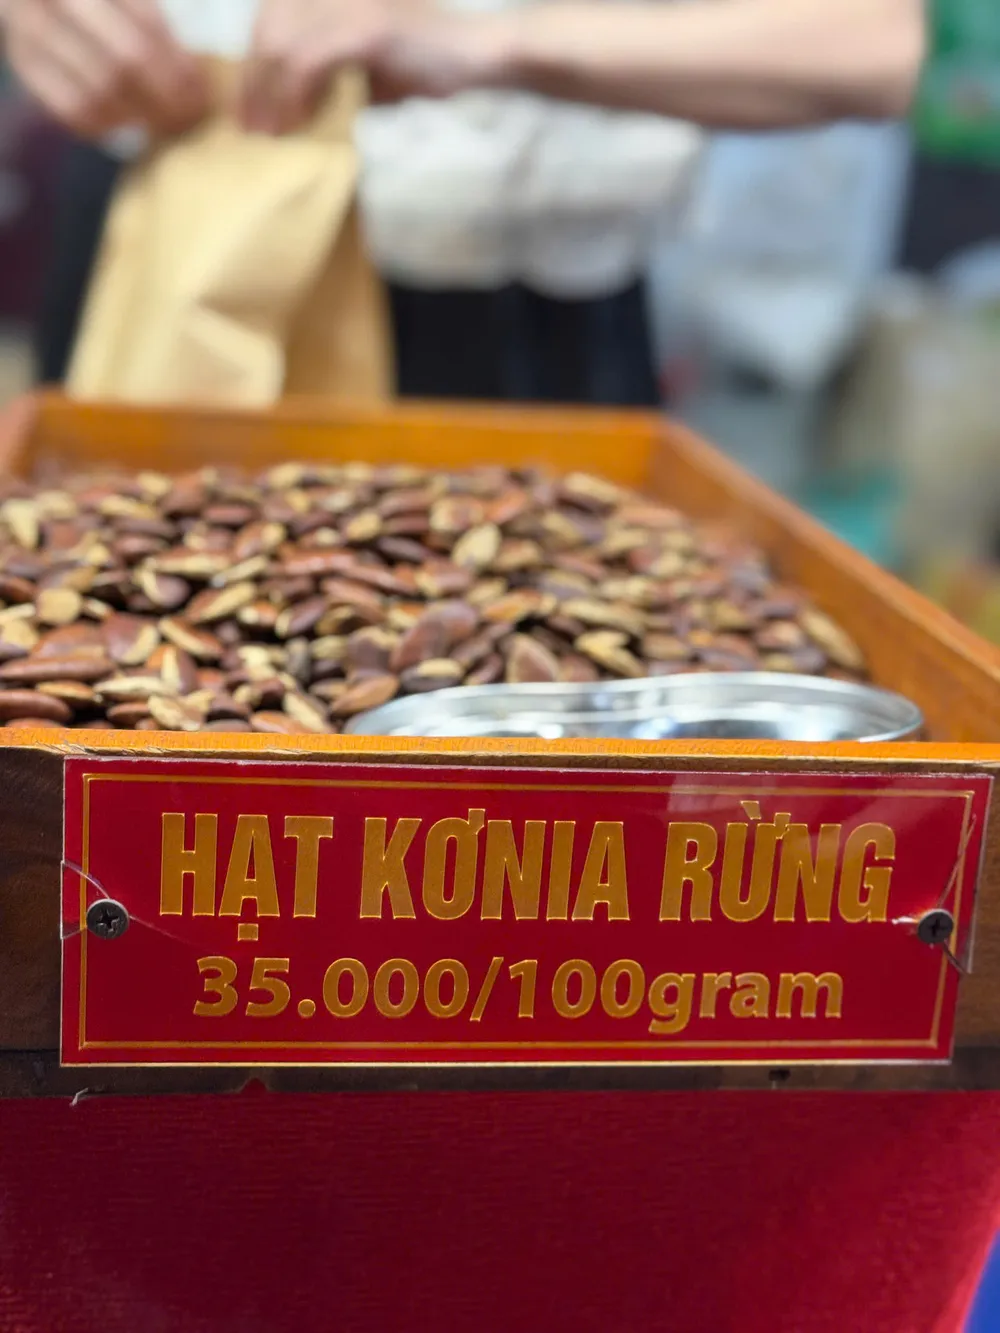 HẠT KƠNIA RỪNG
35.000/100gram